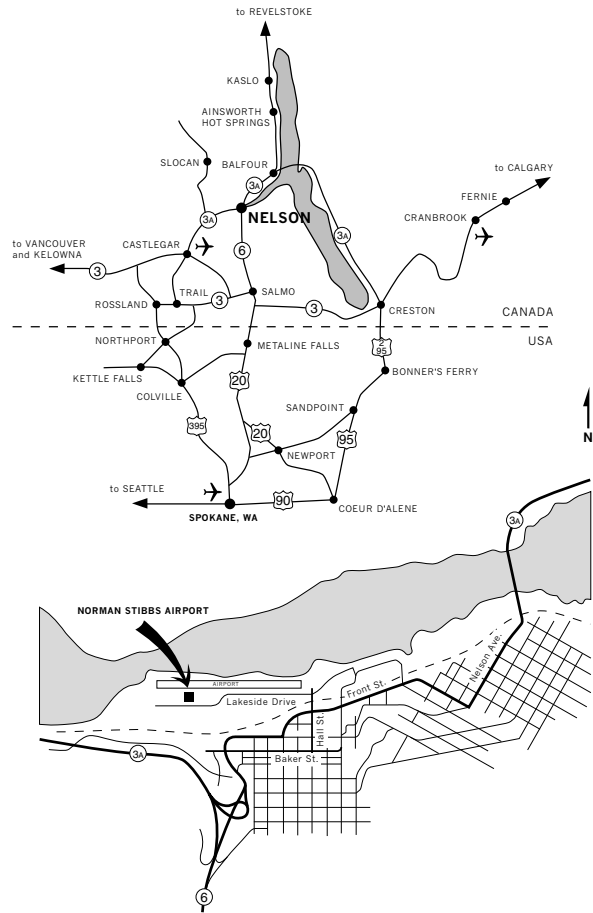 to REVELSTOKE
KASLO
AINSWORTH
HOT SPRINGS
SLOCAN
BALFOUR
to CALGARY
3A
FERNIE
3A
NELSON
CRANBROOK
3A
to VANCOUVER
and KELOWNA
CASTLEGAR
6
3
TRAIL
SALMO
ROSSLAND
3
3
CRESTON
CANADA
NORTHPORT
METALINE FALLS
2
95
USA
KETTLE FALLS
20
BONNER'S FERRY
COLVILLE
SANDPOINT
395
20
95
N
NEWPORT
to SEATTLE
90
COEUR D'ALENE
SPOKANE, WA
3A
NORMAN STIBBS AIRPORT
Nelson Ave.
AIRPORT
Front St.
Lakeside Drive
Hall St.
3A
Baker St.
6